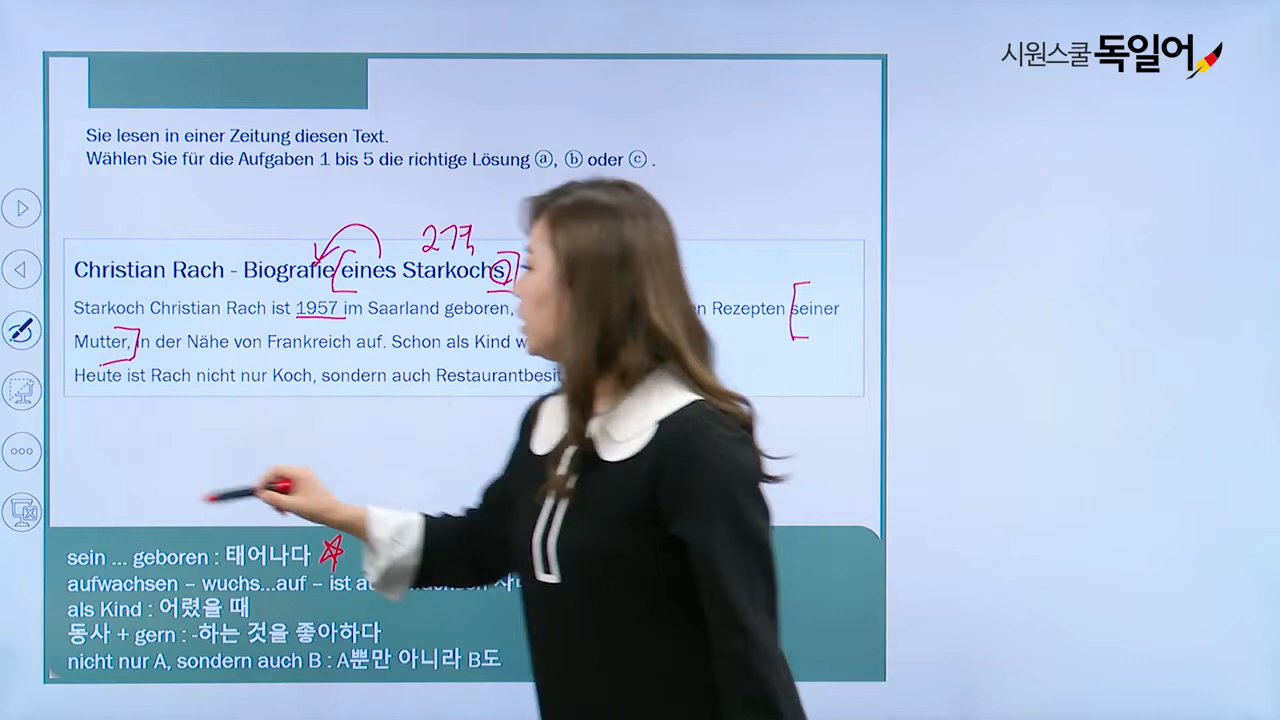 시원스쿨 독일어
Sie lesen in einer Zeitung diesen Text.
Wählen Sie für die Aufgaben 1 bis 5 die richtige Lösung ⓐ, ⓑ oder ⓒ .
2격
Christian Rach - Biografie eines Starkochs
Starkoch Christian Rach ist 1957 im Saarland geboren, Rezepten seiner
Mutter, in der Nähe von Frankreich auf. Schon als Kind
Heute ist Rach nicht nur Koch, sondern auch
sein ... geboren : 태어나다
aufwachsen – wuchs...auf – ist
als Kind : 어렸을 때
동사 + gern : -하는 것을 좋아하다
nicht nur A, sondern auch B : A뿐만 아니라 B도